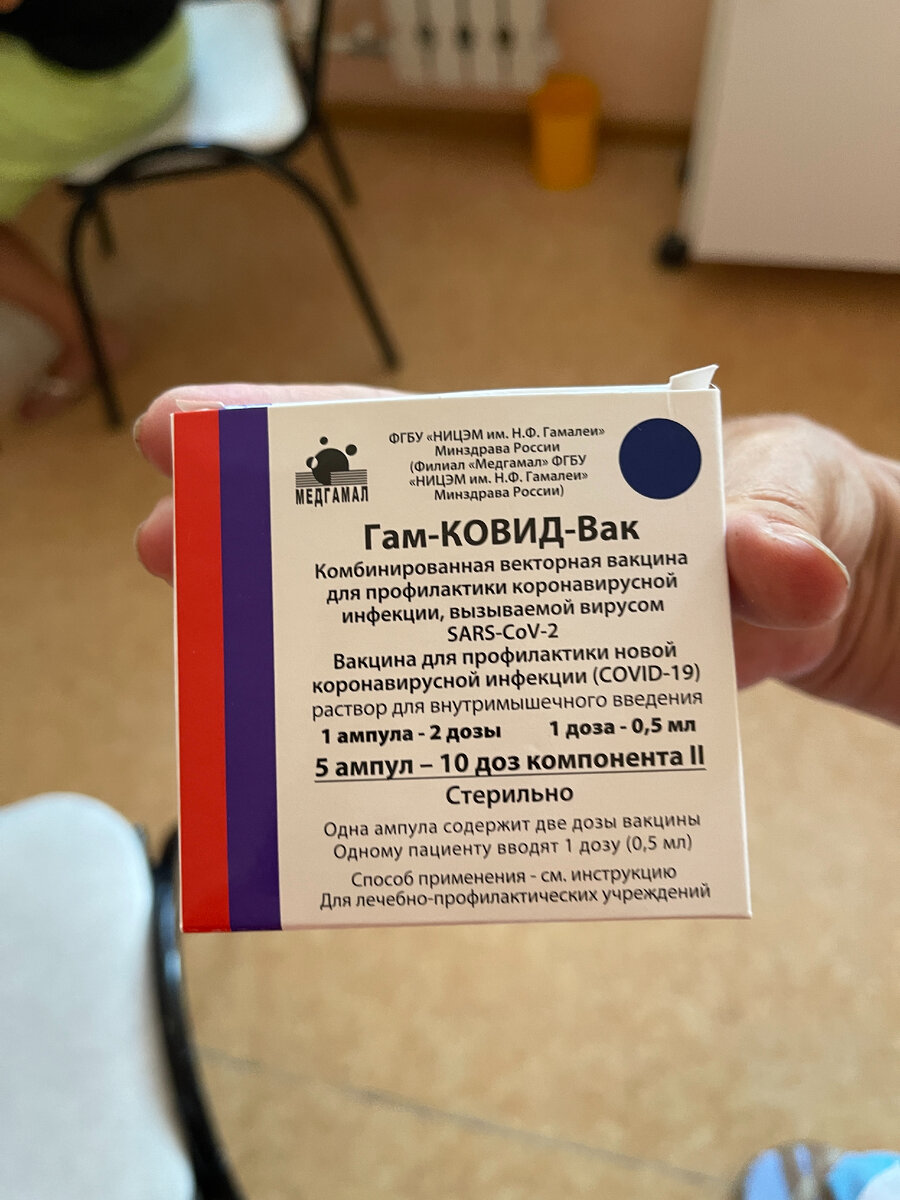 МЕДГАМАЛ
ФГБУ «НИЦЭМ им. Н.Ф. Гамалеи»
Минздрава России
(Филиал «Медгамал» ФГБУ
«НИЦЭМ им. Н.Ф. Гамалеи»
Минздрава России)
Гам-КОВИД-Вак
Комбинированная векторная вакцина
для профилактики коронавирусной
инфекции, вызываемой вирусом
SARS-CoV-2
Вакцина для профилактики новой
коронавирусной инфекции (COVID-19)
раствор для внутримышечного введения
1 ампула - 2 дозы 1 доза - 0,5 мл
5 ампул – 10 доз компонента II
Стерильно
Одна ампула содержит две дозы вакцины
Одному пациенту вводят 1 дозу (0,5 мл)
Способ применения - см. инструкцию
Для лечебно-профилактических учреждений